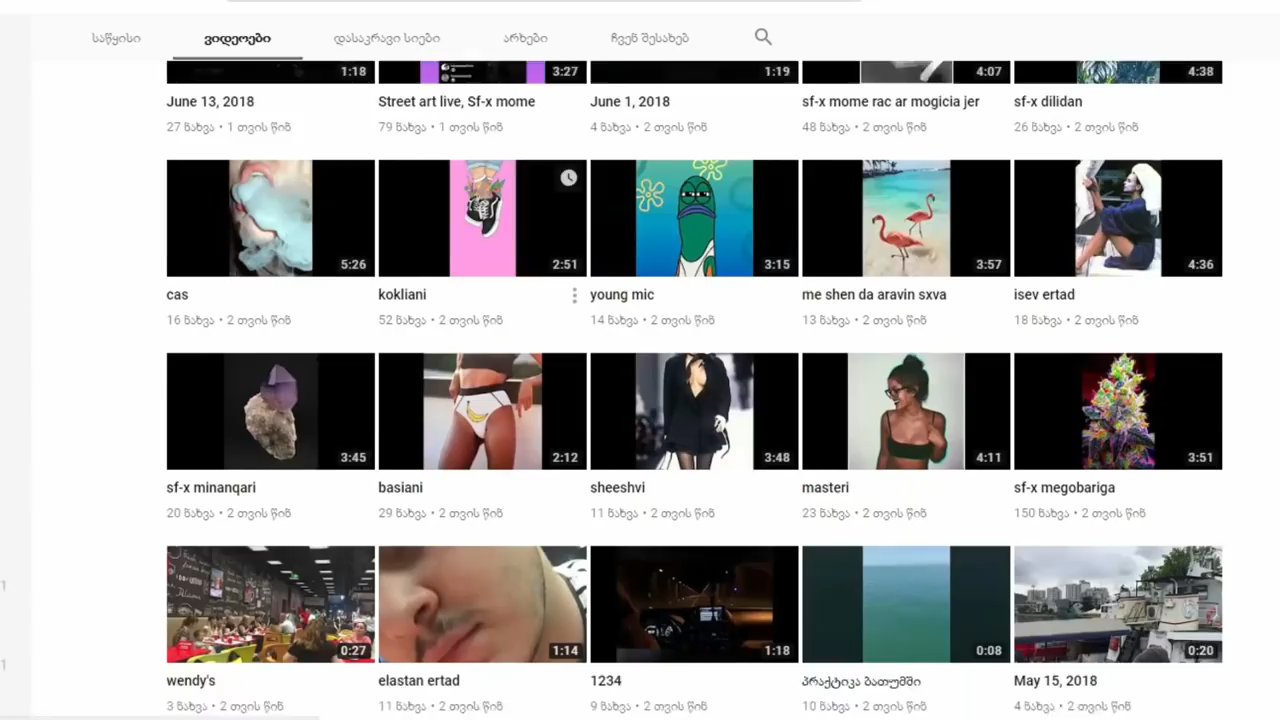 საწყისი ვიდეოები დასაკრავი სიები არხები ჩვენ შესახებ
1:18 3:27 1:19 4:07 4:38
June 13, 2018 Street art live, Sf-x mome June 1, 2018 sf-x mome rac ar mogicia jer sf-x dilidan
27 ნახვა • 1 თვის წინ 79 ნახვა • 1 თვის წინ 4 ნახვა • 2 თვის წინ 48 ნახვა • 2 თვის წინ 26 ნახვა • 2 თვის წინ
5:26 2:51 3:15 3:57 4:36
cas kokliani young mic me shen da aravin sxva isev ertad
16 ნახვა • 2 თვის წინ 52 ნახვა • 2 თვის წინ 14 ნახვა • 2 თვის წინ 13 ნახვა • 2 თვის წინ 18 ნახვა • 2 თვის წინ
3:45 2:12 3:48 4:11 3:51
sf-x minanqari basiani sheeshvi masteri sf-x megobariga
20 ნახვა • 2 თვის წინ 29 ნახვა • 2 თვის წინ 11 ნახვა • 2 თვის წინ 23 ნახვა • 2 თვის წინ 150 ნახვა • 2 თვის წინ
0:27 1:14 1:18 0:08 0:20
wendy's elastan ertad 1234 პრაქტიკა ბათუმში May 15, 2018
3 ნახვა • 2 თვის წინ 11 ნახვა • 2 თვის წინ 9 ნახვა • 2 თვის წინ 10 ნახვა • 2 თვის წინ 4 ნახვა • 2 თვის წინ